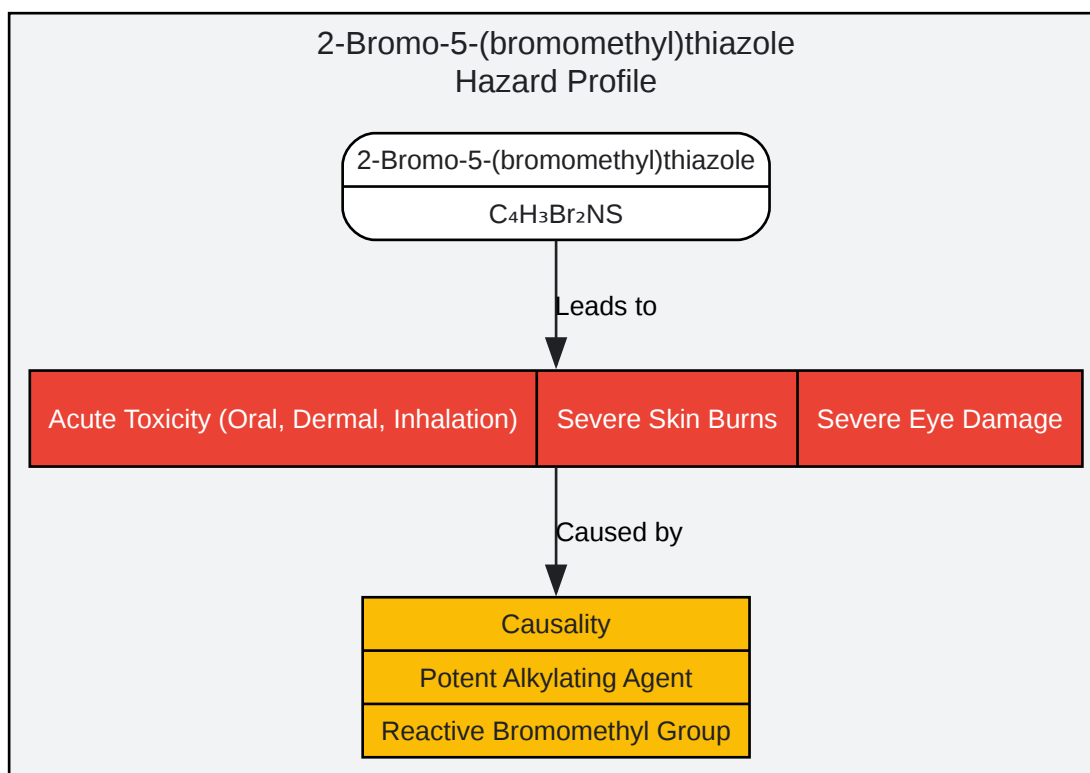 2-Bromo-5-(bromomethyl)thiazole
Hazard Profile
2-Bromo-5-(bromomethyl)thiazole
C₄H₃Br₂NS
Leads to
Acute Toxicity (Oral, Dermal, Inhalation)
Severe Skin Burns
Severe Eye Damage
Caused by
Causality
Potent Alkylating Agent
Reactive Bromomethyl Group